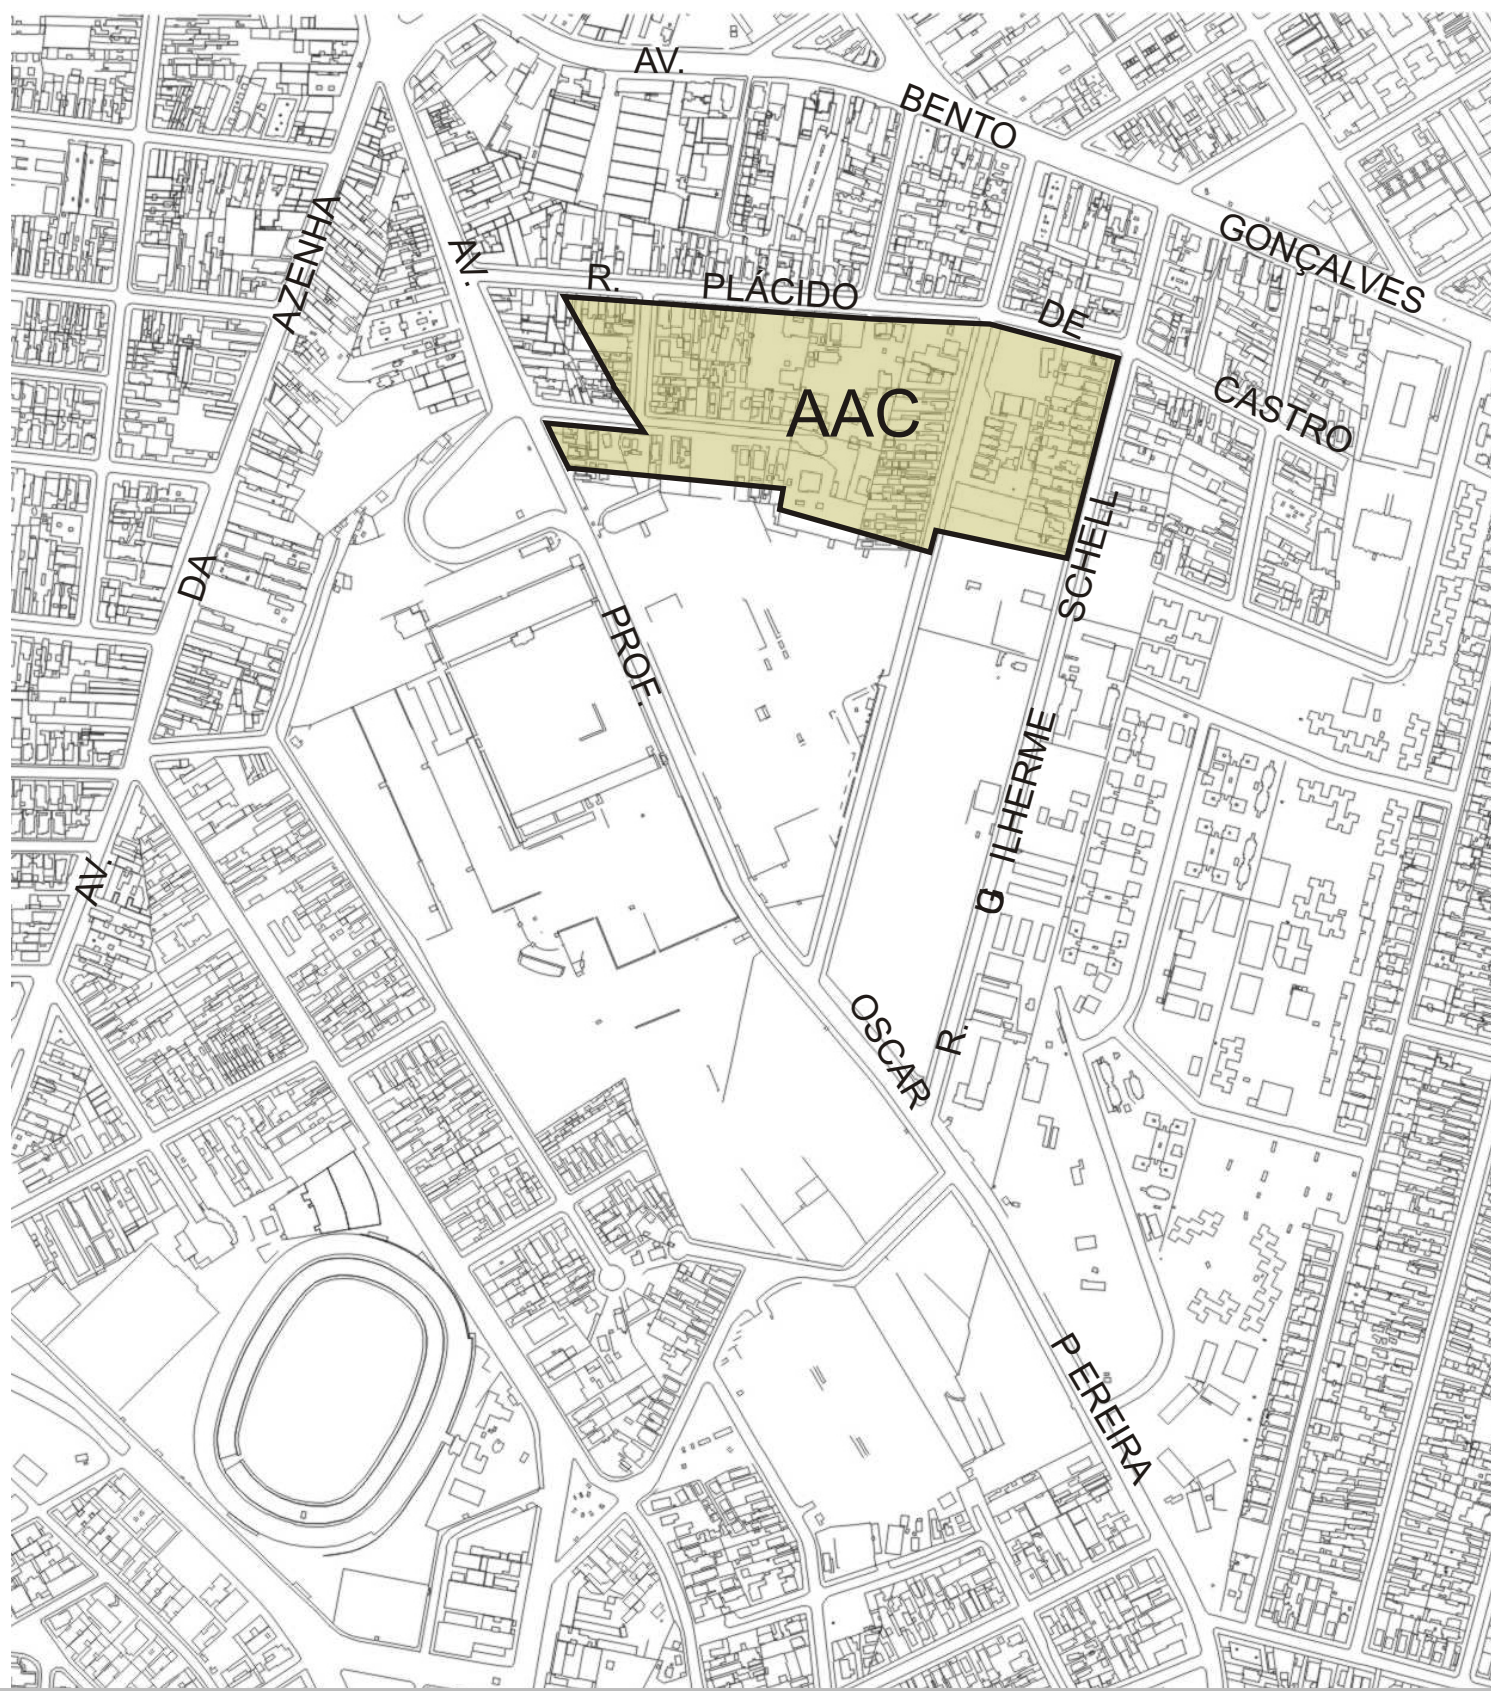 AV.
BENTO
GONÇALVES
AV.
R.
PLÁCIDO
DE
CASTRO
AZENHA
AAC
DA
AV.
PROF.
SCHELL
G ILHERME
R.
OSCAR
P EREIRA